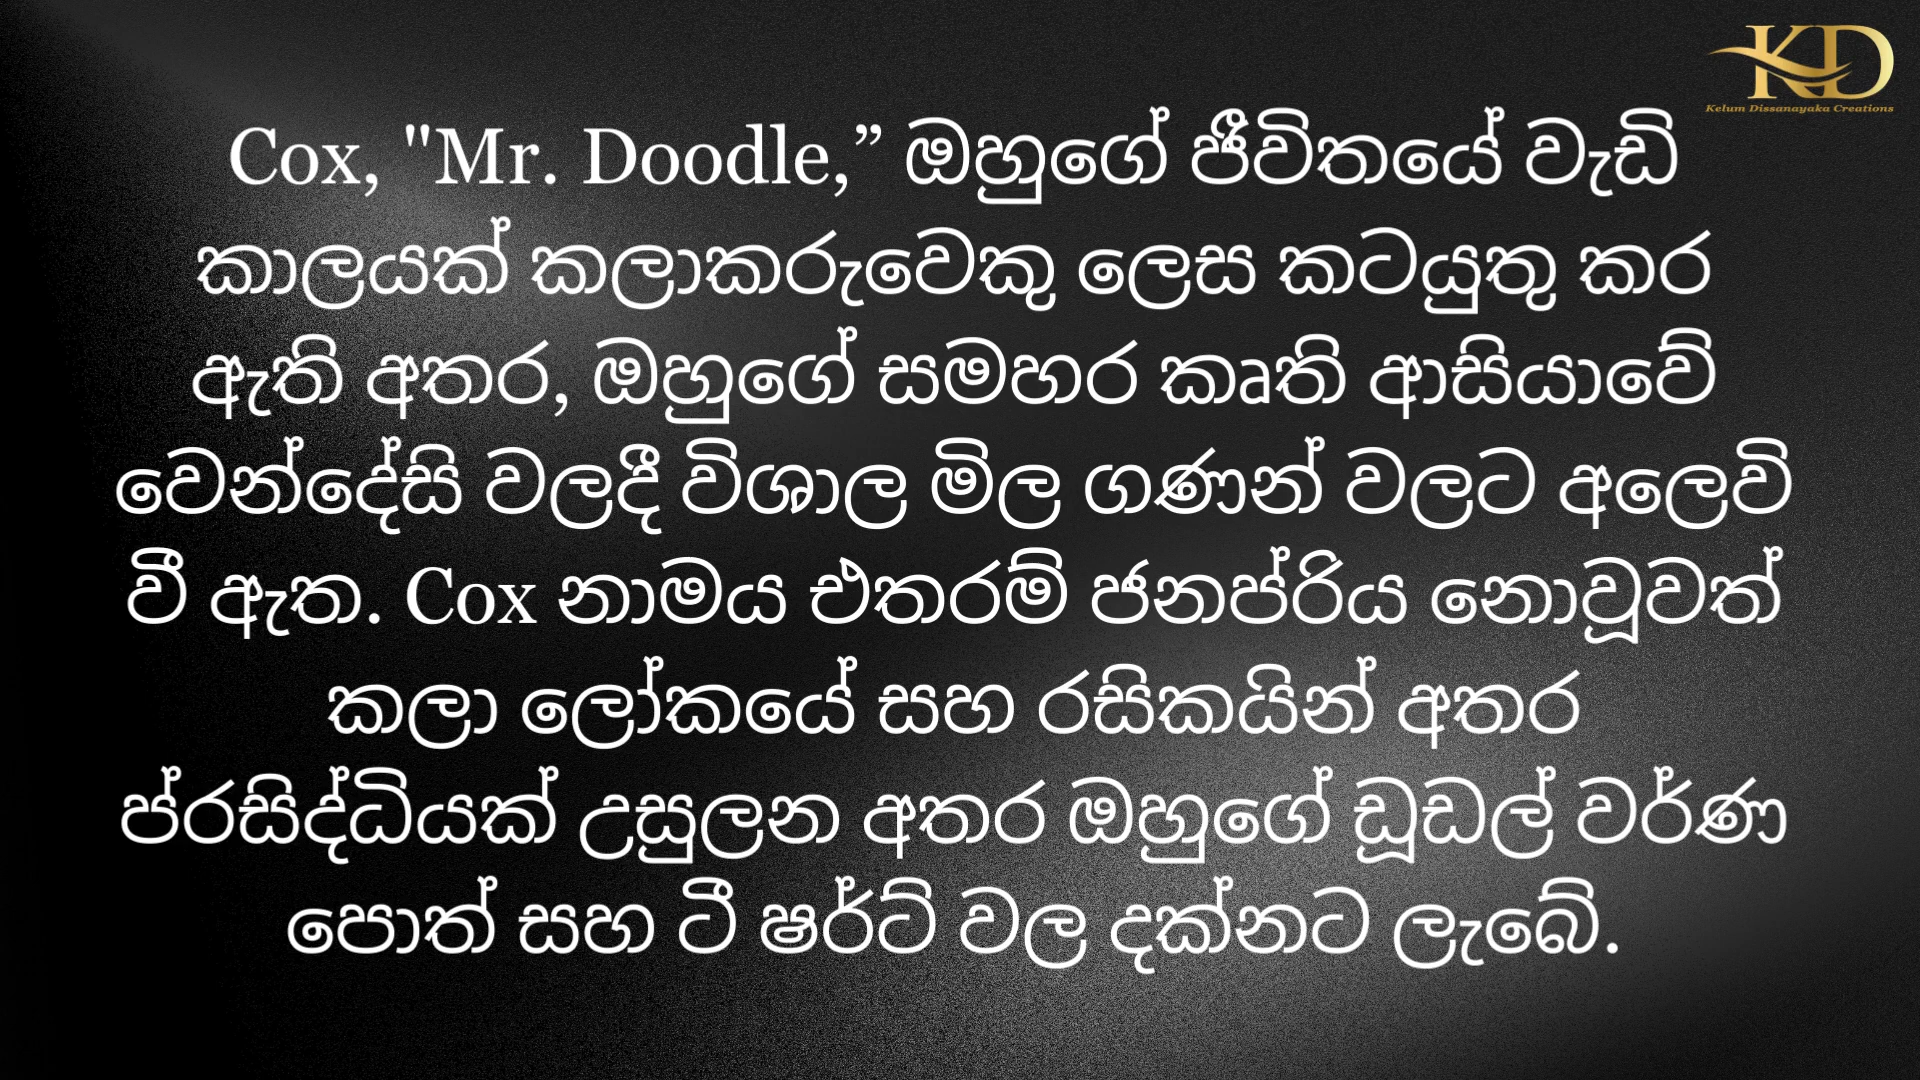 KD
Kelum Dissanayaka Creations
Cox, "Mr. Doodle,” ඔහුගේ ජීවිතයේ වැඩි
කාලයක් කලාකරුවෙකු ලෙස කටයුතු කර
ඇති අතර, ඔහුගේ සමහර කෘති ආසියාවේ
වෙන්දේසි වලදී විශාල මිල ගණන් වලට අලෙවි
වී ඇත. Cox නාමය එතරම් ජනප්රිය නොවූවත්
කලා ලෝකයේ සහ රසිකයින් අතර
ප්රසිද්ධියක් උසුලන අතර ඔහුගේ ඩූඩල් වර්ණ
පොත් සහ ටී ෂර්ට් වල දක්නට ලැබේ.